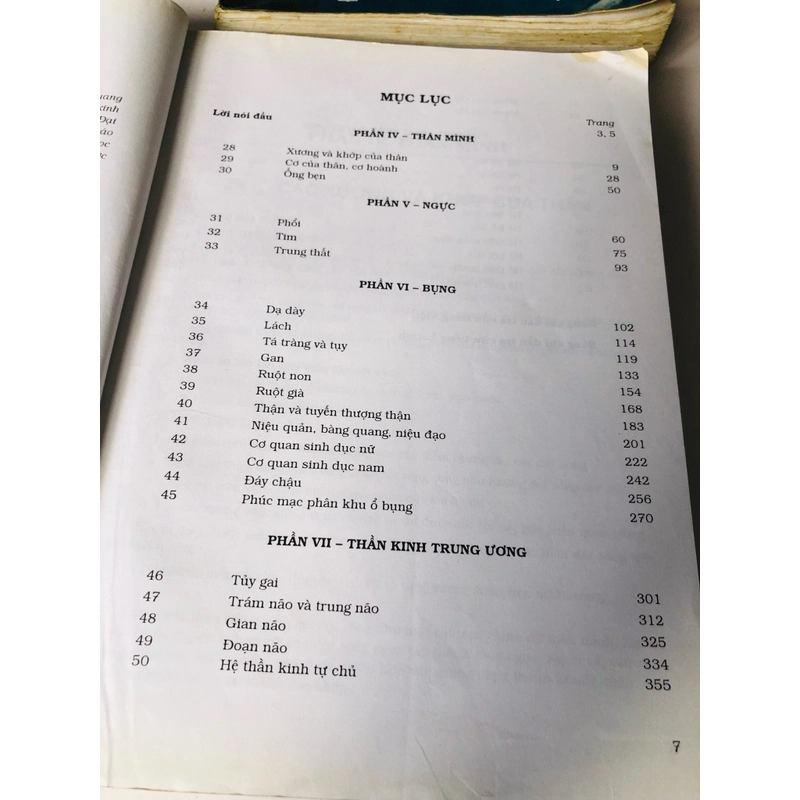 uang
kinh
Đạt
ảo
ọc
ực
MỤC LỤC
Lời nói đầu Trang
PHẦN IV – THÂN MÌNH 3, 5
28 Xương và khớp của thân 9
29 Cơ của thân, cơ hoành 28
30 Ống bẹn 50
PHẦN V – NGỰC
31 Phổi 60
32 Tim 75
33 Trung thất 93
PHẦN VI – BỤNG
34 Dạ dày 102
35 Lách 114
36 Tá tràng và tụy 119
37 Gan 133
38 Ruột non 154
39 Ruột già 168
40 Thận và tuyến thượng thận 183
41 Niệu quản, bàng quang, niệu đạo 201
42 Cơ quan sinh dục nữ 222
43 Cơ quan sinh dục nam 242
44 Đáy chậu 256
45 Phúc mạc phân khu ổ bụng 270
PHẦN VII – THẦN KINH TRUNG ƯƠNG
46 Tủy gai 301
47 Trám não và trung não 312
48 Gian não 325
49 Đoạn não 334
50 Hệ thần kinh tự chủ 355
7